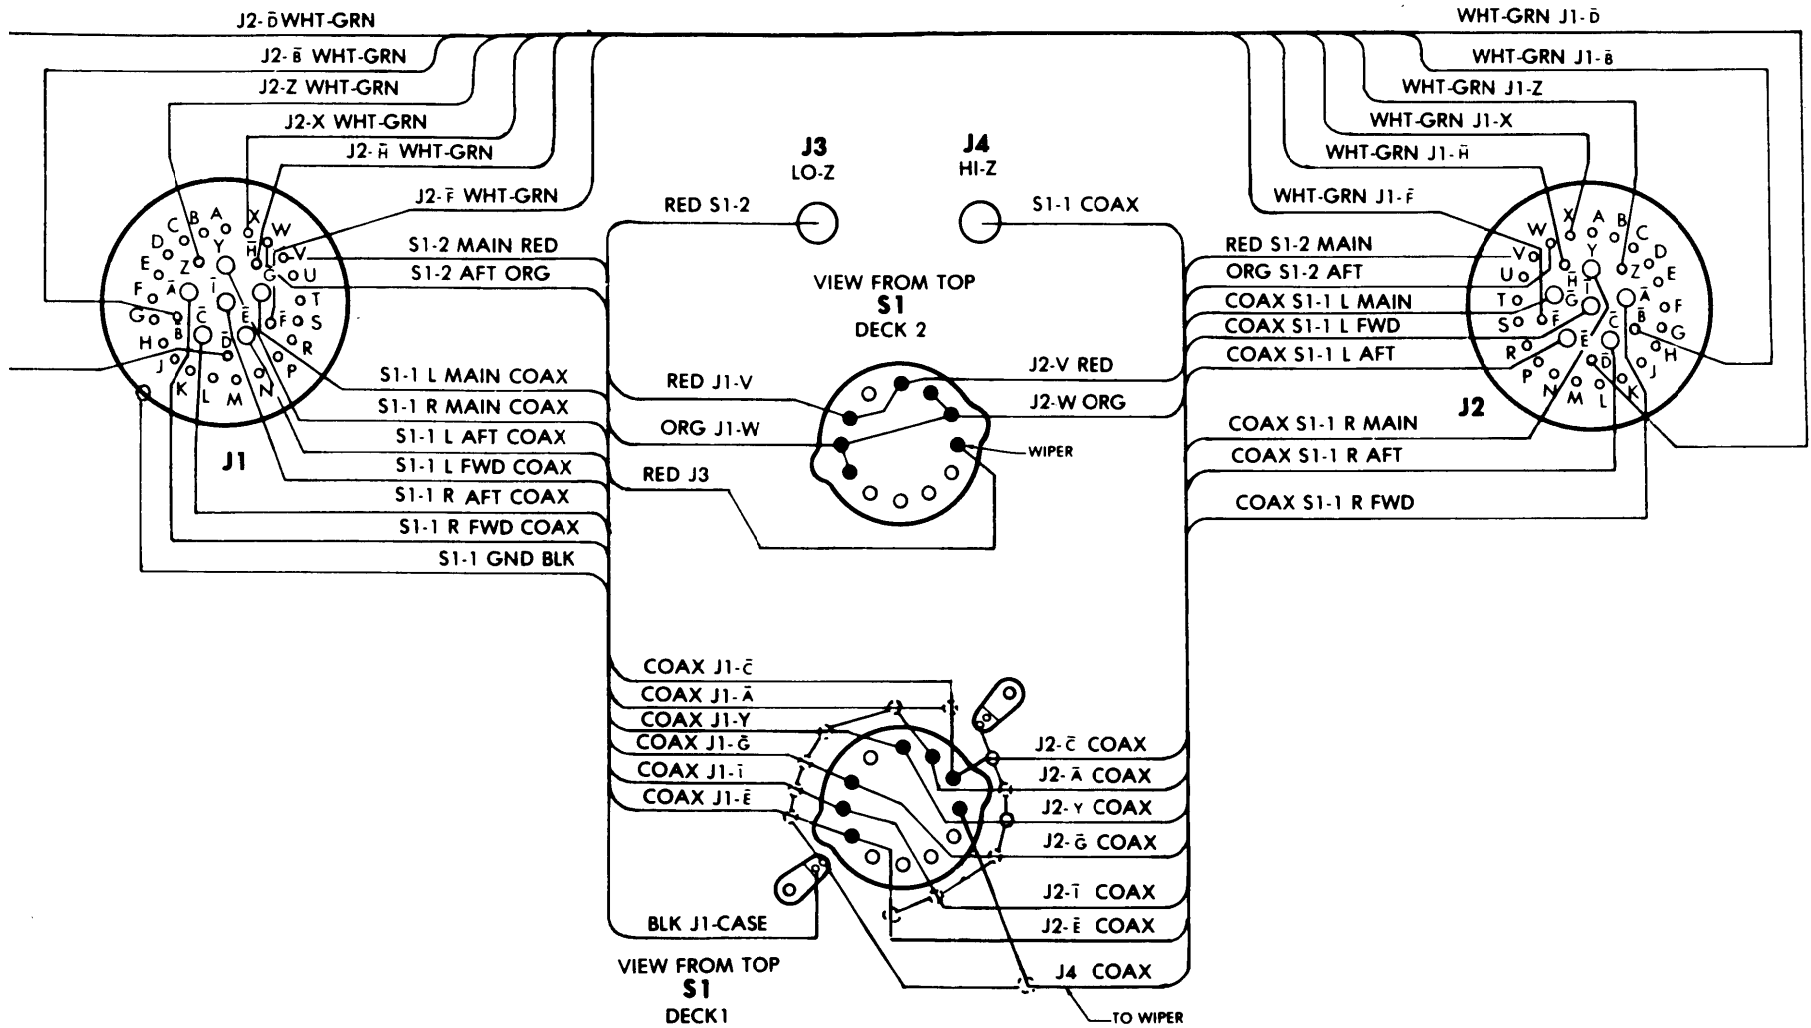 J2-D̄ WHT-GRN
J2-B̄ WHT-GRN
J2-Z WHT-GRN
J2-X WHT-GRN
J2-H̄ WHT-GRN
J2-F̄ WHT-GRN
S1-2 MAIN RED
S1-2 AFT ORG
A
B
C
D
E
F
G
H
J
K
L
M
N
P
R
S
T
U
V
W
X
Y
Z
Ā
B̄
C̄
D̄
Ē
F̄
G
H̄
Ī
J1
S1-1 L MAIN COAX
S1-1 R MAIN COAX
S1-1 L AFT COAX
S1-1 L FWD COAX
S1-1 R AFT COAX
S1-1 R FWD COAX
S1-1 GND BLK
RED S1-2
J3
LO-Z
J4
HI-Z
S1-1 COAX
VIEW FROM TOP
S1
DECK 2
RED J1-V
ORG J1-W
RED J3
J2-V RED
J2-W ORG
WIPER
WHT-GRN J1-D̄
WHT-GRN J1-B̄
WHT-GRN J1-Z
WHT-GRN J1-X
WHT-GRN J1-H̄
WHT-GRN J1-F̄
RED S1-2 MAIN
ORG S1-2 AFT
COAX S1-1 L MAIN
COAX S1-1 L FWD
COAX S1-1 L AFT
A
B
C
D
E
F
G
H
J
K
L
M
N
P
R
S
T
U
V
W
X
Y
Z
Ā
B̄
C̄
D̄
Ē
F̄
Ḡ
H̄
Ī
J2
COAX S1-1 R MAIN
COAX S1-1 R AFT
COAX S1-1 R FWD
COAX J1-C̄
COAX J1-Ā
COAX J1-Y
COAX J1-Ḡ
COAX J1-Ī
COAX J1-Ē
BLK J1-CASE
J2-C̄ COAX
J2-Ā COAX
J2-Y COAX
J2-Ḡ COAX
J2-Ī COAX
J2-Ē COAX
J4 COAX
TO WIPER
VIEW FROM TOP
S1
DECK1